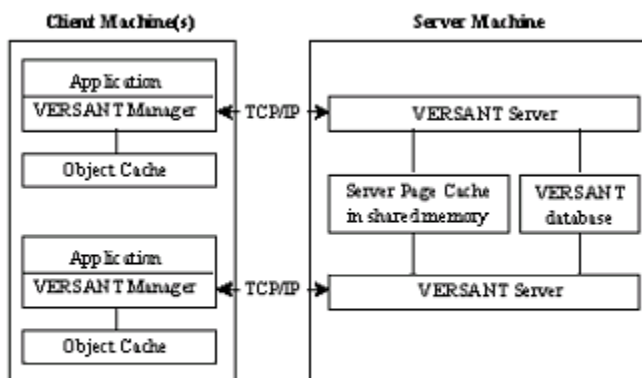 Client Machine(s)
Server Machine
Application
VERSANT Manager
TCP/IP
VERSANT Server
Object Cache
Server Page Cache
in shared memory
VERSANT
database
Application
VERSANT Manager
TCP/IP
VERSANT Server
Object Cache